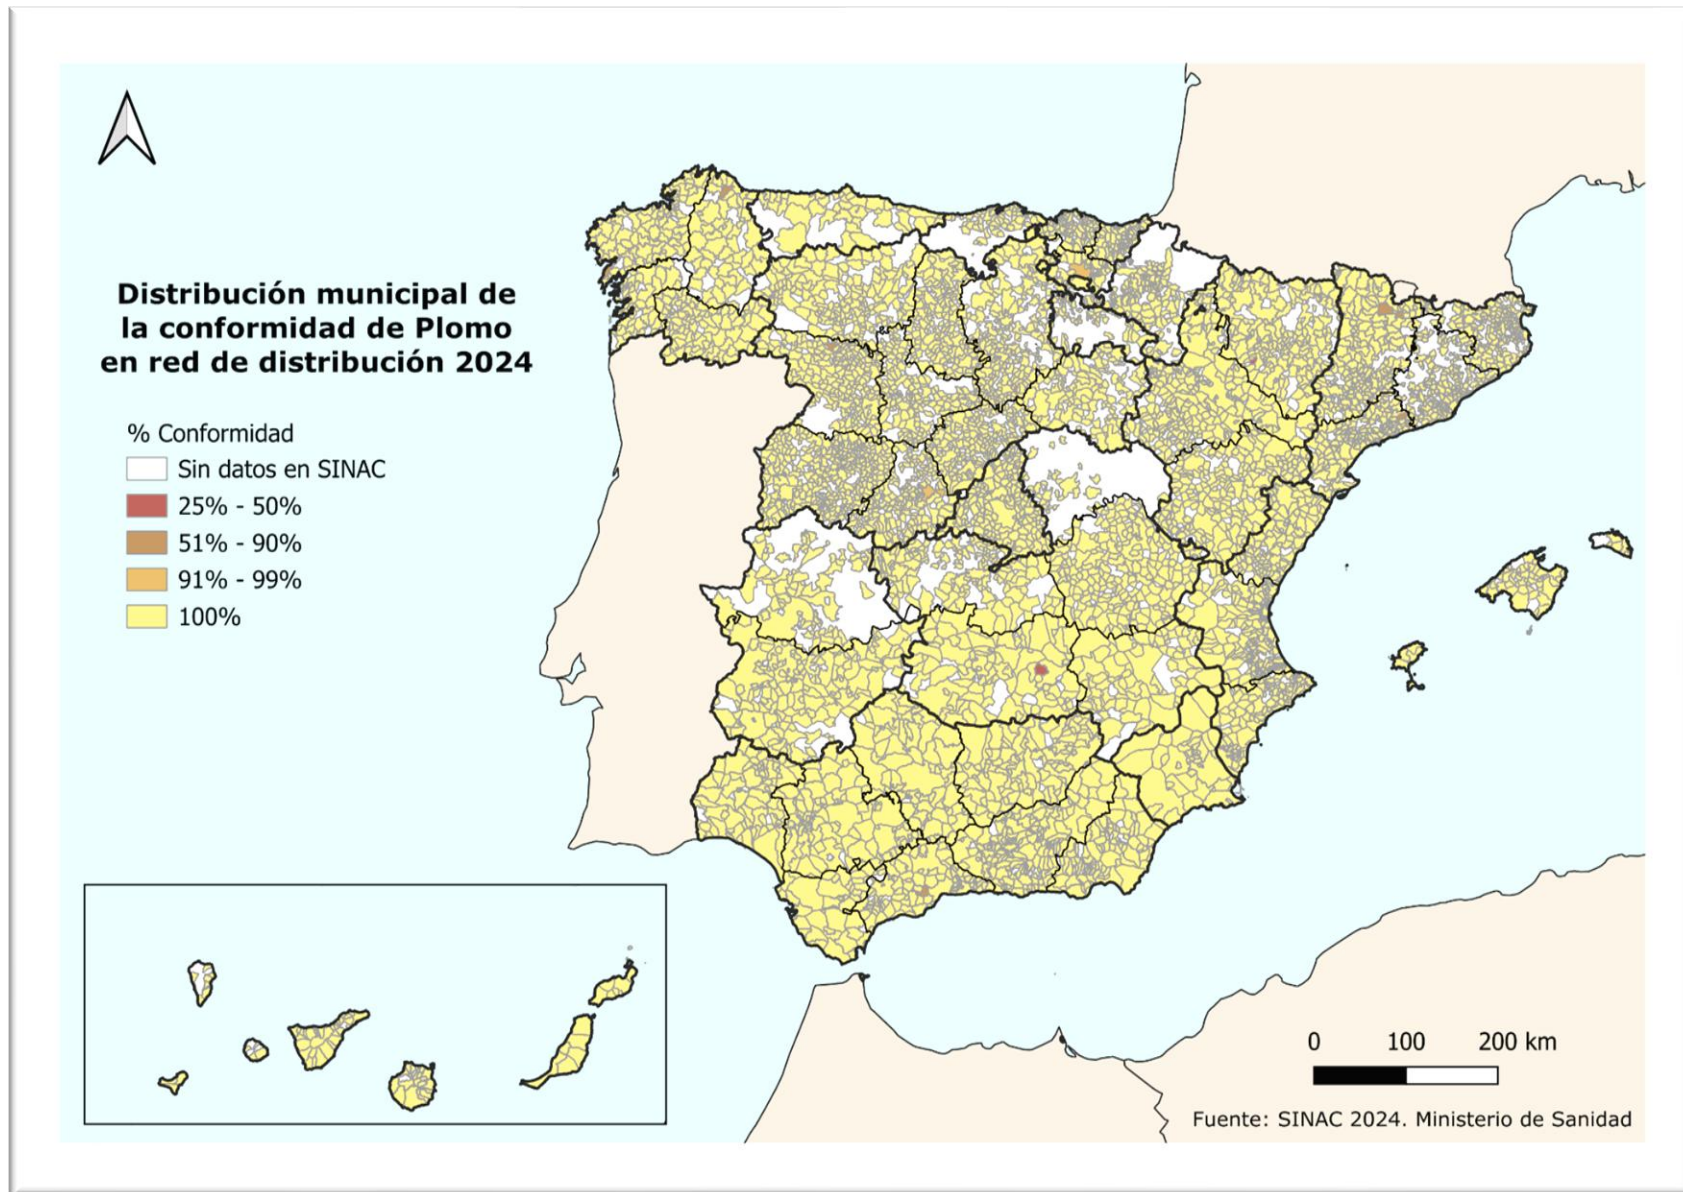 Distribución municipal de
la conformidad de Plomo
en red de distribución 2024
% Conformidad
Sin datos en SINAC
25% - 50%
51% - 90%
91% - 99%
100%
0 100 200 km
Fuente: SINAC 2024. Ministerio de Sanidad